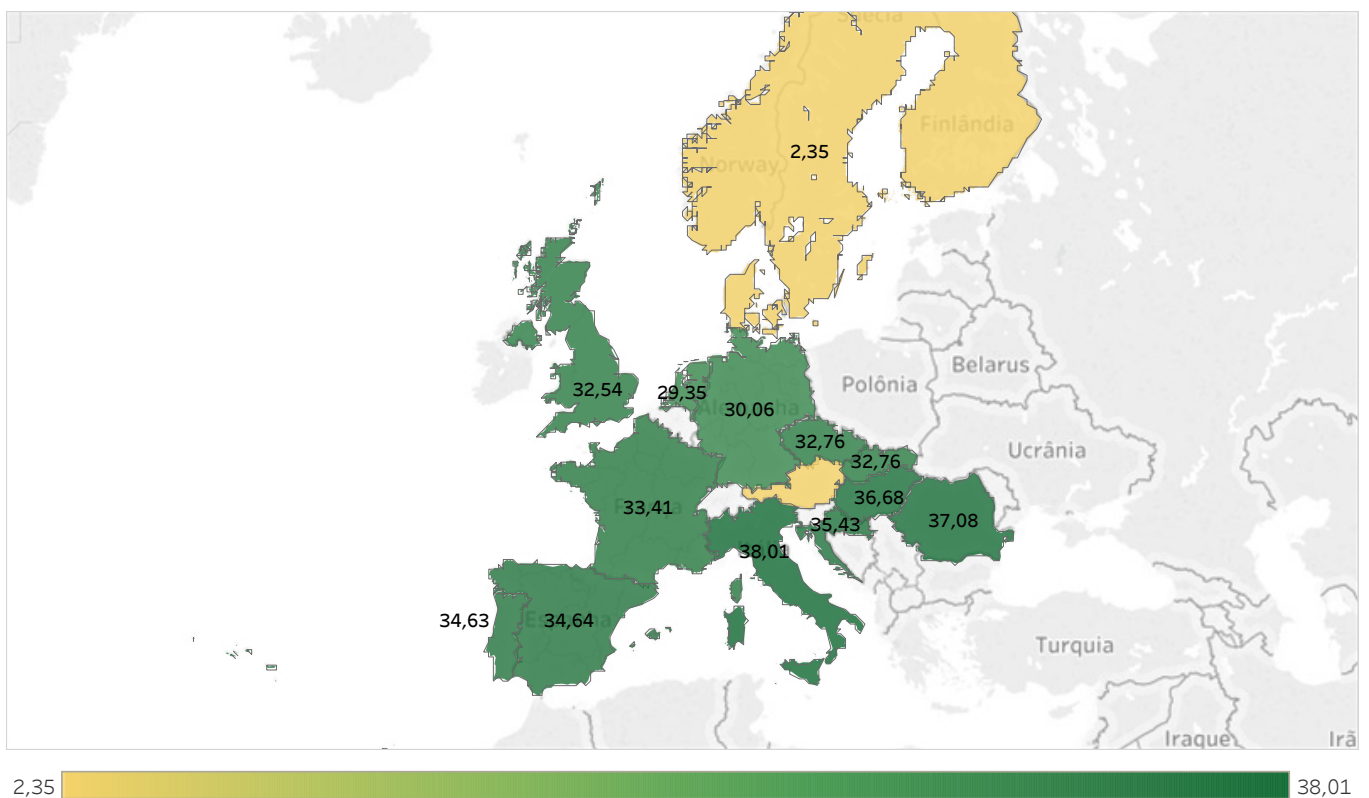 Suécia
Finlândia
Norway
2,35
32,54
29,35
Alemanha
30,06
Polônia
Belarus
Ucrânia
32,76
32,76
36,68
33,41
35,43
37,08
38,01
34,63
34,64
Turquia
Iraque
Irã
2,35
38,01